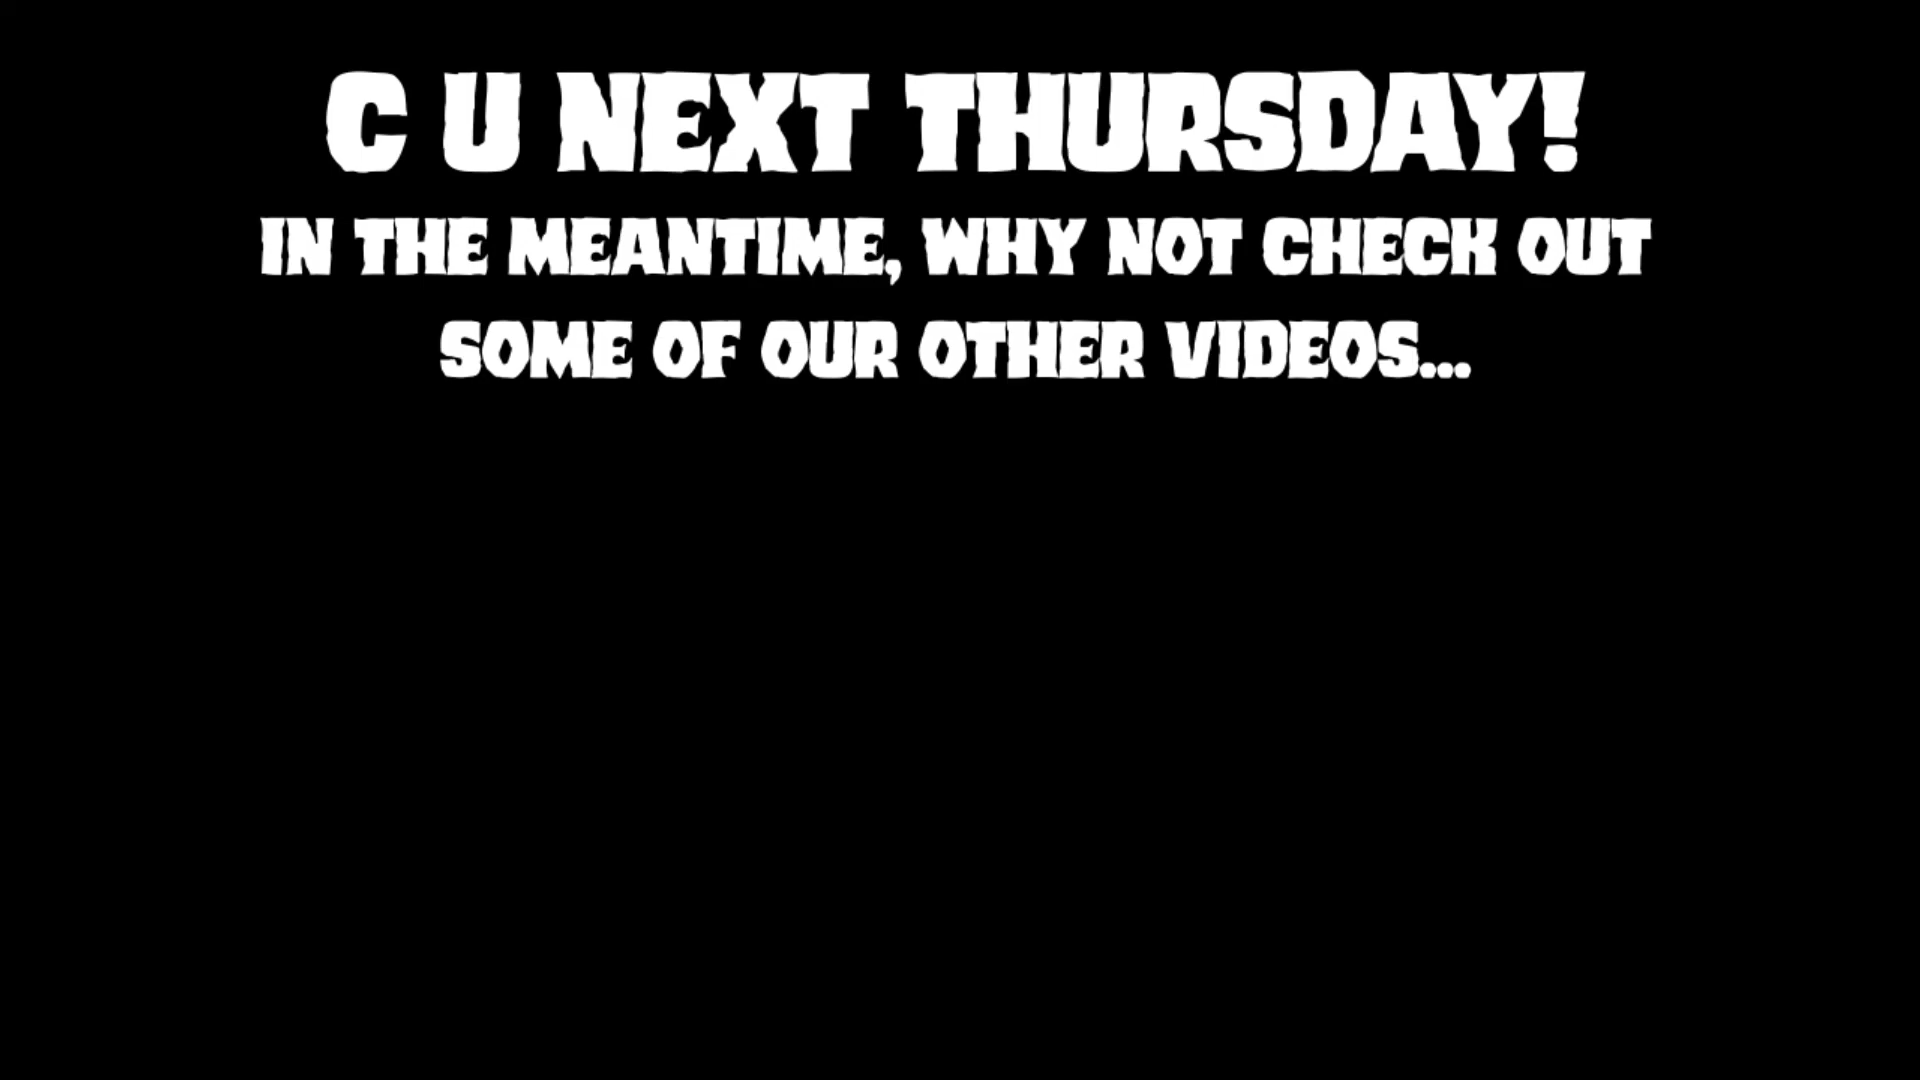 C U NEXT THURSDAY!
IN THE MEANTIME, WHY NOT CHECK OUT
SOME OF OUR OTHER VIDEOS...